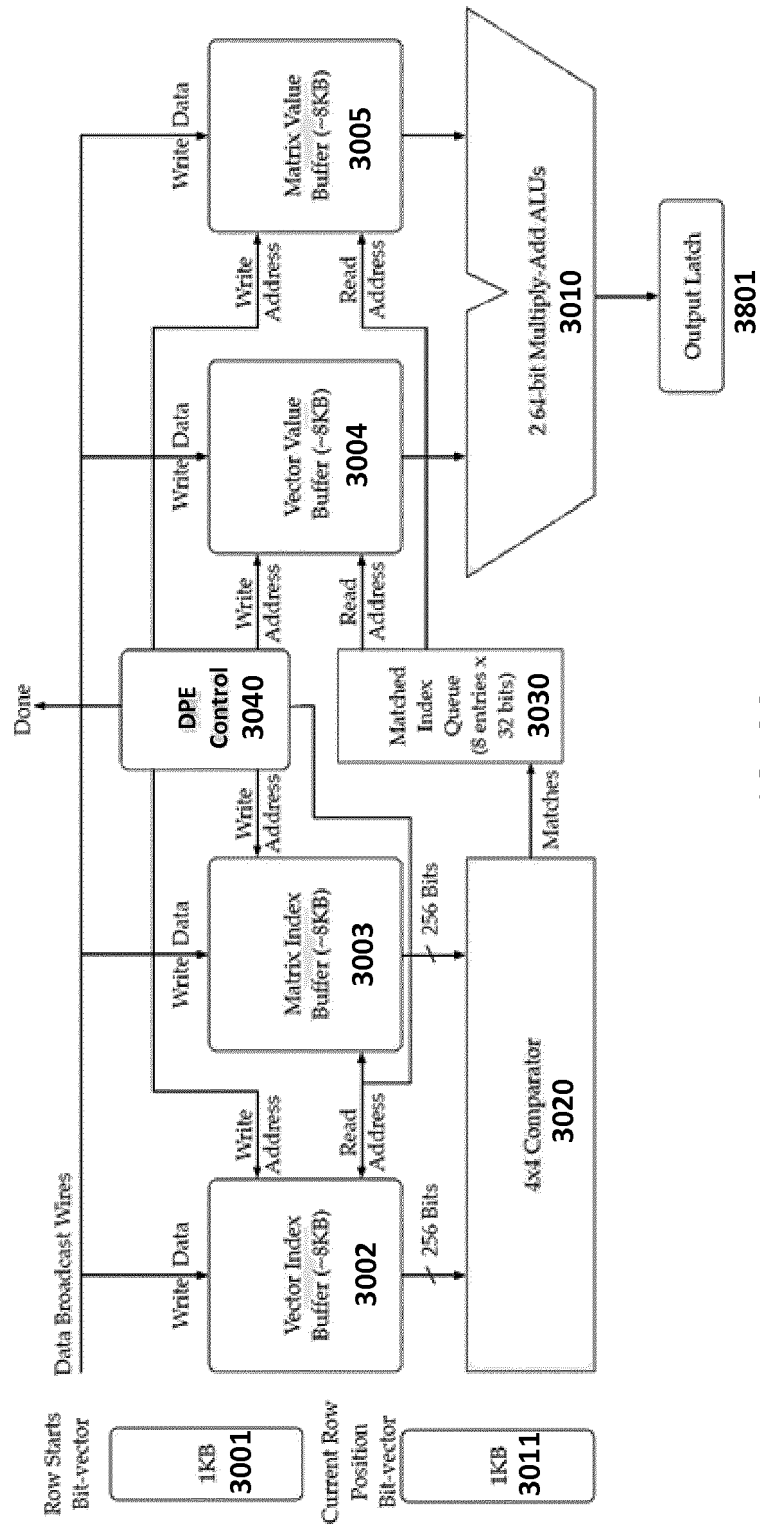 Row Starts
Bit-vector
1KB
3001
Current Row
Position
Bit-vector
1KB
3011
Data Broadcast Wires
Done
Write Data
Write Data
Write Data
Write Data
DPE
Control
3040
Write
Address
Write
Address
Write
Address
Write
Address
Vector Index
Buffer (~8KB)
3002
Read
Address
Matrix Index
Buffer (~8KB)
3003
Vector Value
Buffer (~8KB)
3004
Matrix Value
Buffer (~8KB)
3005
Read
Address
Read
Address
256 Bits
256 Bits
Matched
Index
Queue
(8 entries x
32 bits)
3030
4x4 Comparator
3020
Matches
2 64-bit Multiply-Add ALUs
3010
Output Latch
3801